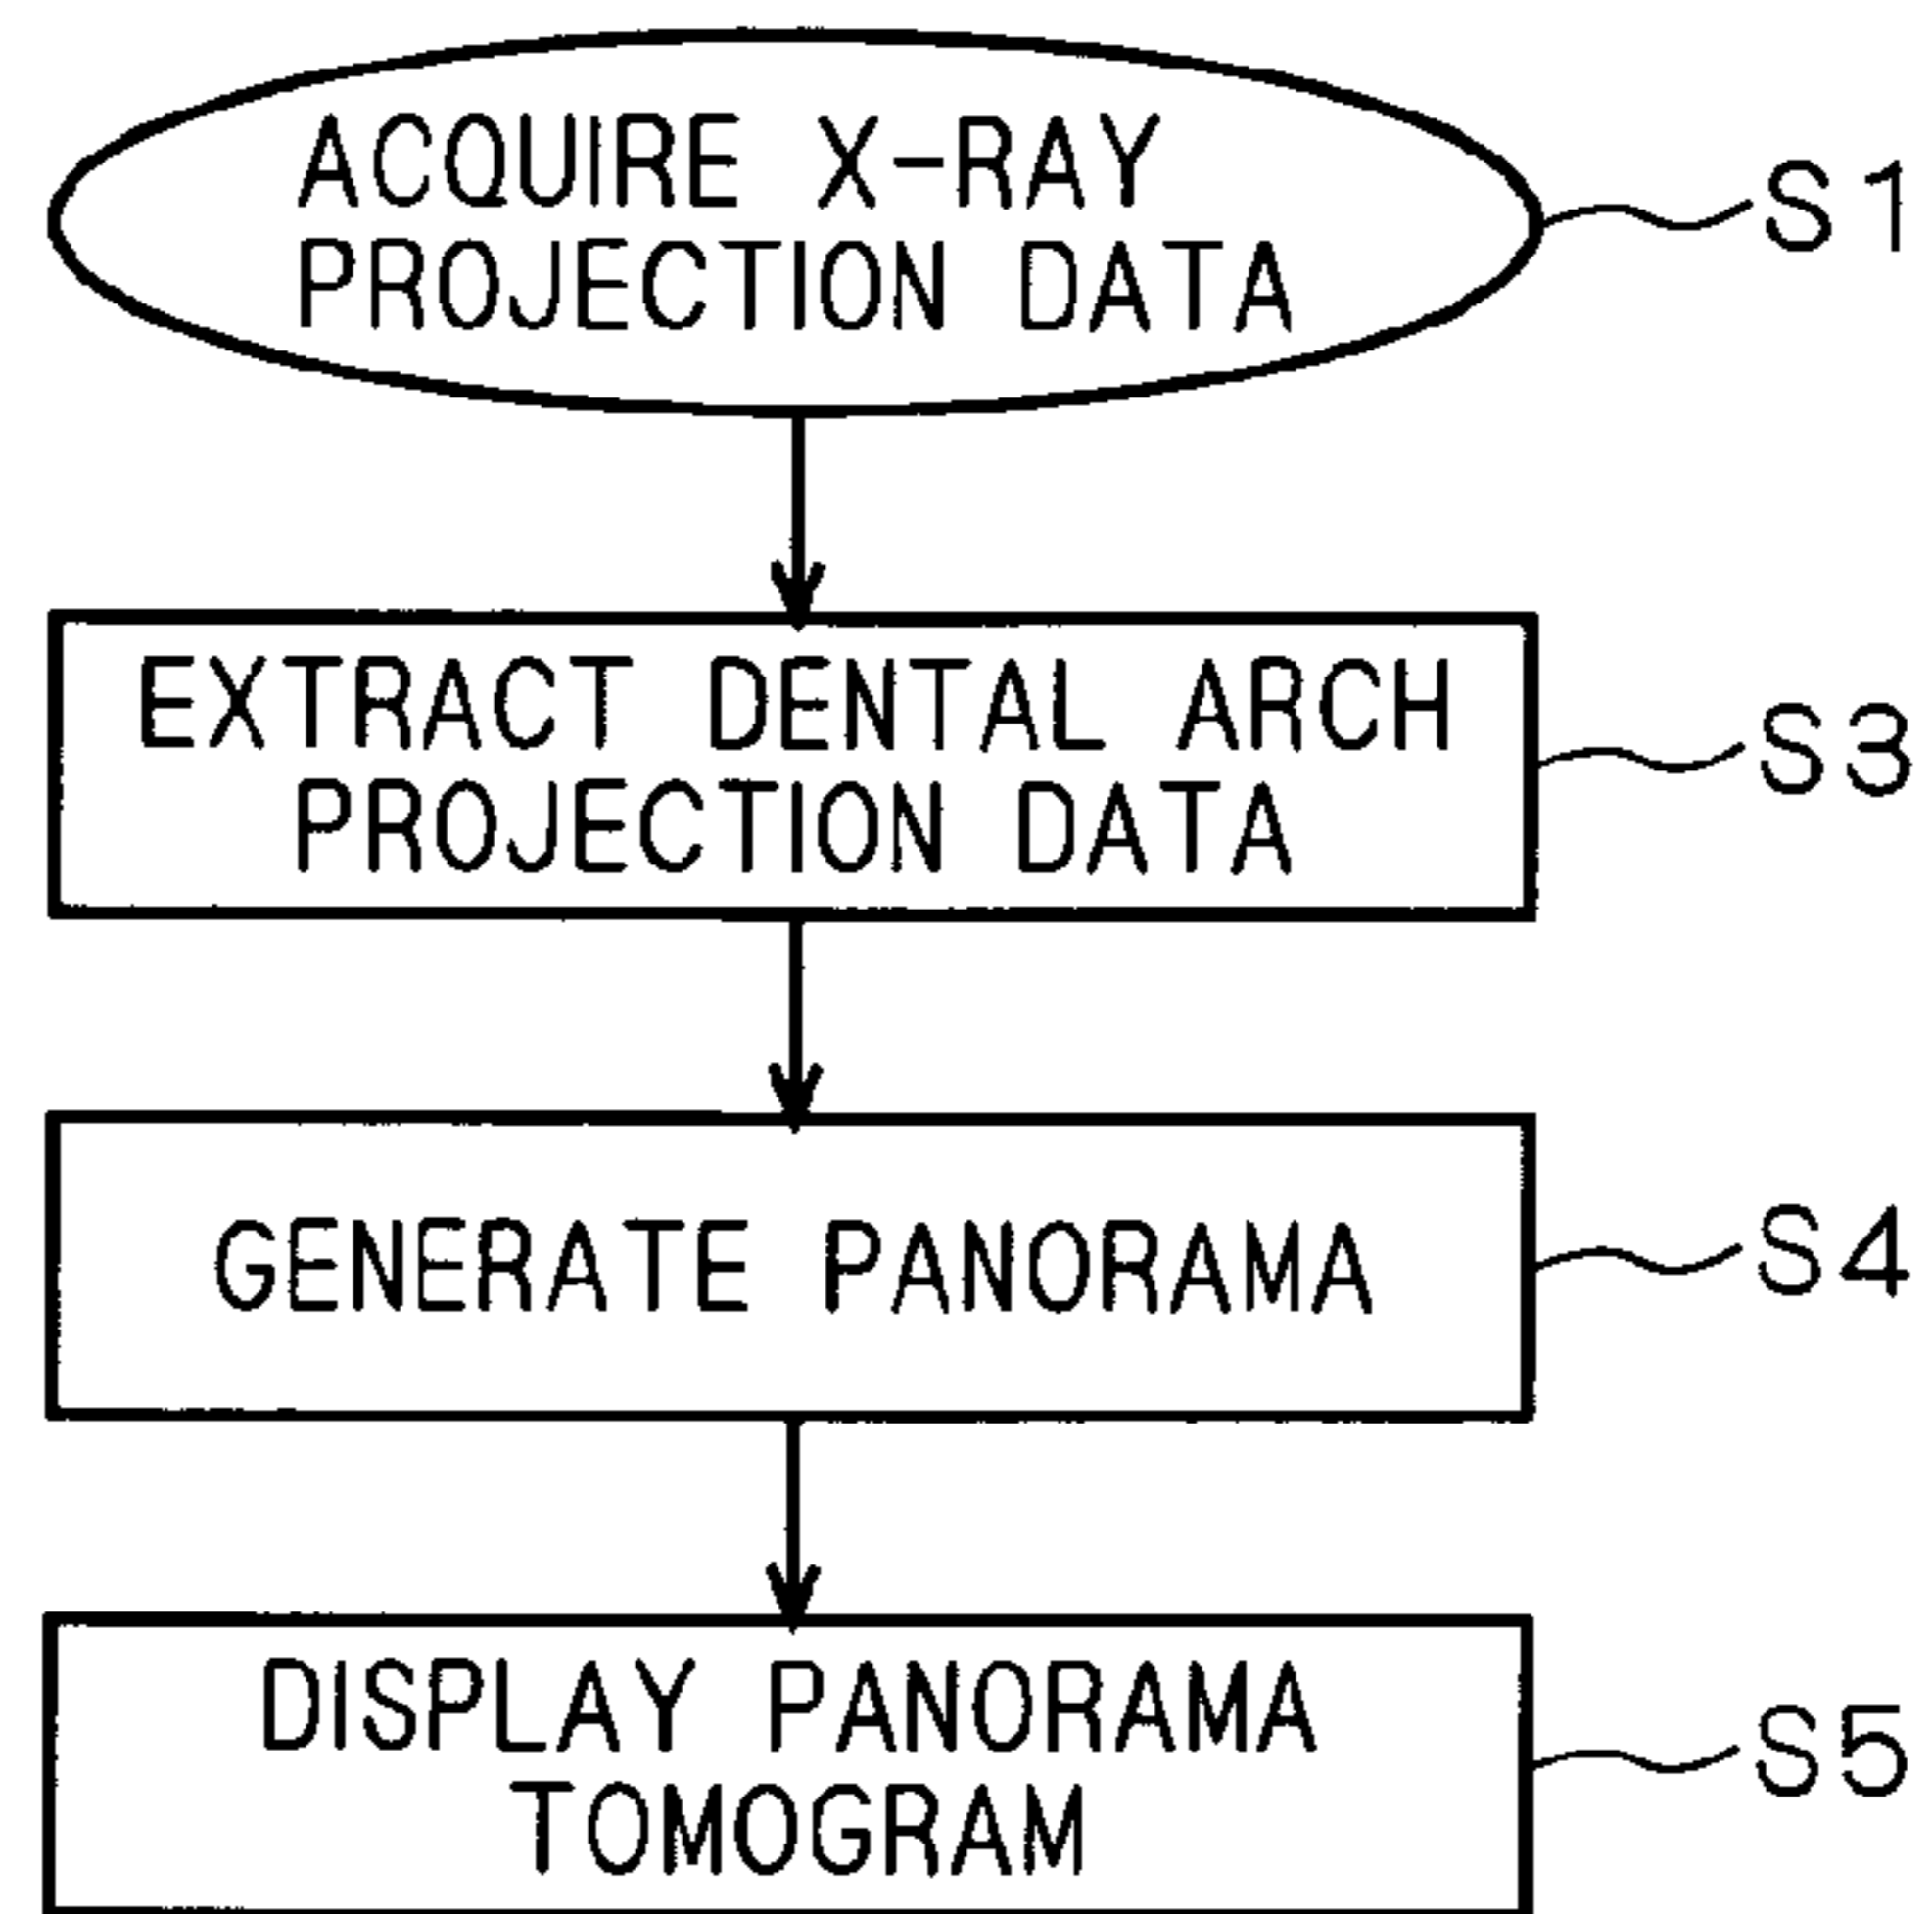 ACQUIRE X-RAY
PROJECTION DATA
S1
EXTRACT DENTAL ARCH
PROJECTION DATA
S3
GENERATE PANORAMA
S4
DISPLAY PANORAMA
TOMOGRAM
S5